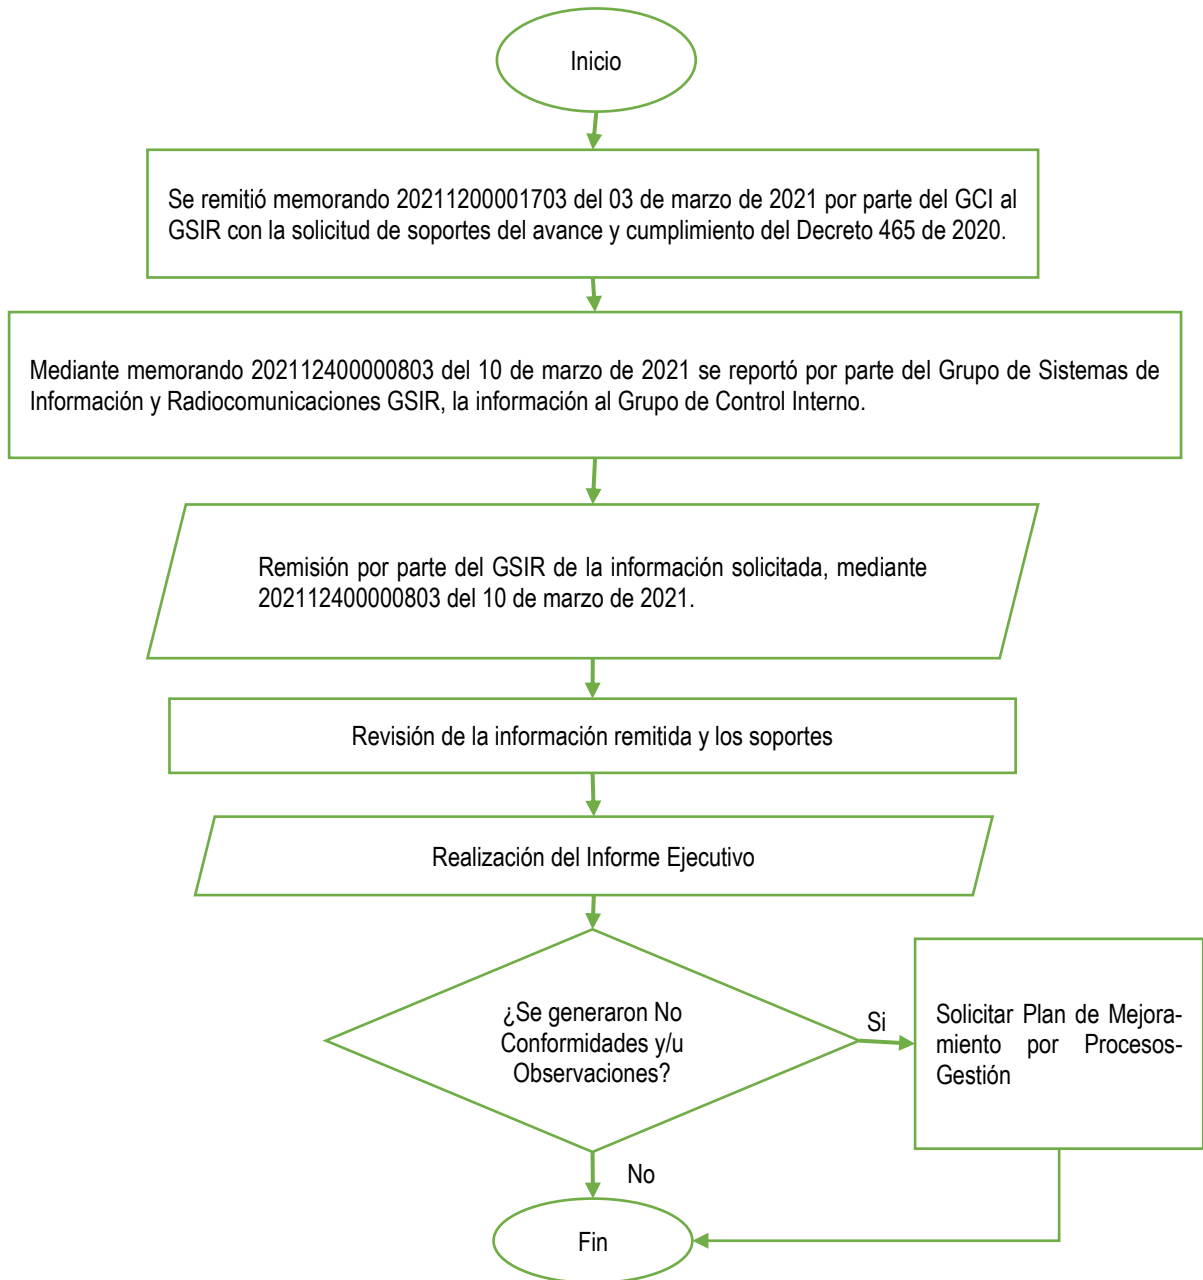 Inicio
Se remitió memorando 20211200001703 del 03 de marzo de 2021 por parte del GCI al
GSIR con la solicitud de soportes del avance y cumplimiento del Decreto 465 de 2020.
Mediante memorando 202112400000803 del 10 de marzo de 2021 se reportó por parte del Grupo de Sistemas de
Información y Radiocomunicaciones GSIR, la información al Grupo de Control Interno.
Remisión por parte del GSIR de la información solicitada, mediante
202112400000803 del 10 de marzo de 2021.
Revisión de la información remitida y los soportes
Realización del Informe Ejecutivo
¿Se generaron No
Conformidades y/u
Observaciones?
Si
Solicitar Plan de Mejora-
miento por Procesos-
Gestión
No
Fin